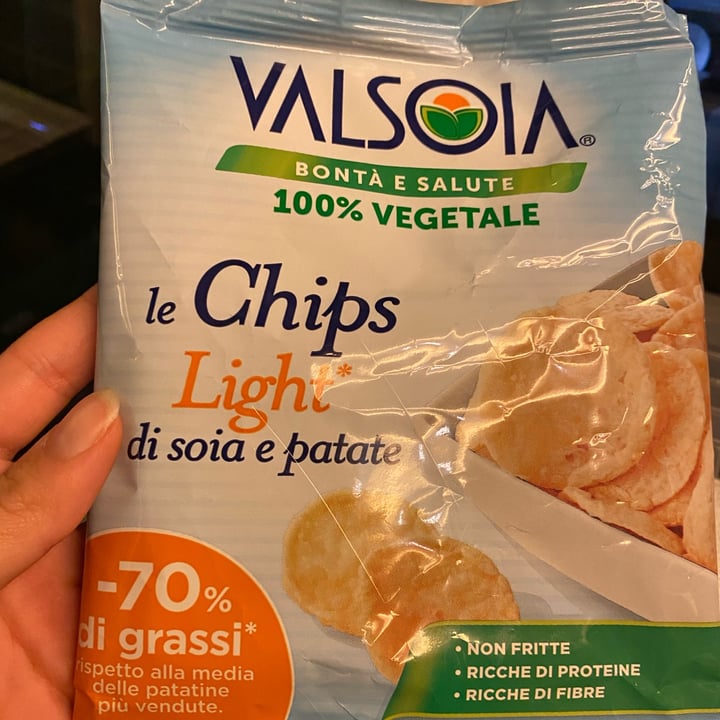 VALSOIA®
BONTÀ E SALUTE
100% VEGETALE
le Chips
Light*
di soia e patate
-70%
di grassi*
rispetto alla media
delle patatine
più vendute.
• NON FRITTE
• RICCHE DI PROTEINE
• RICCHE DI FIBRE